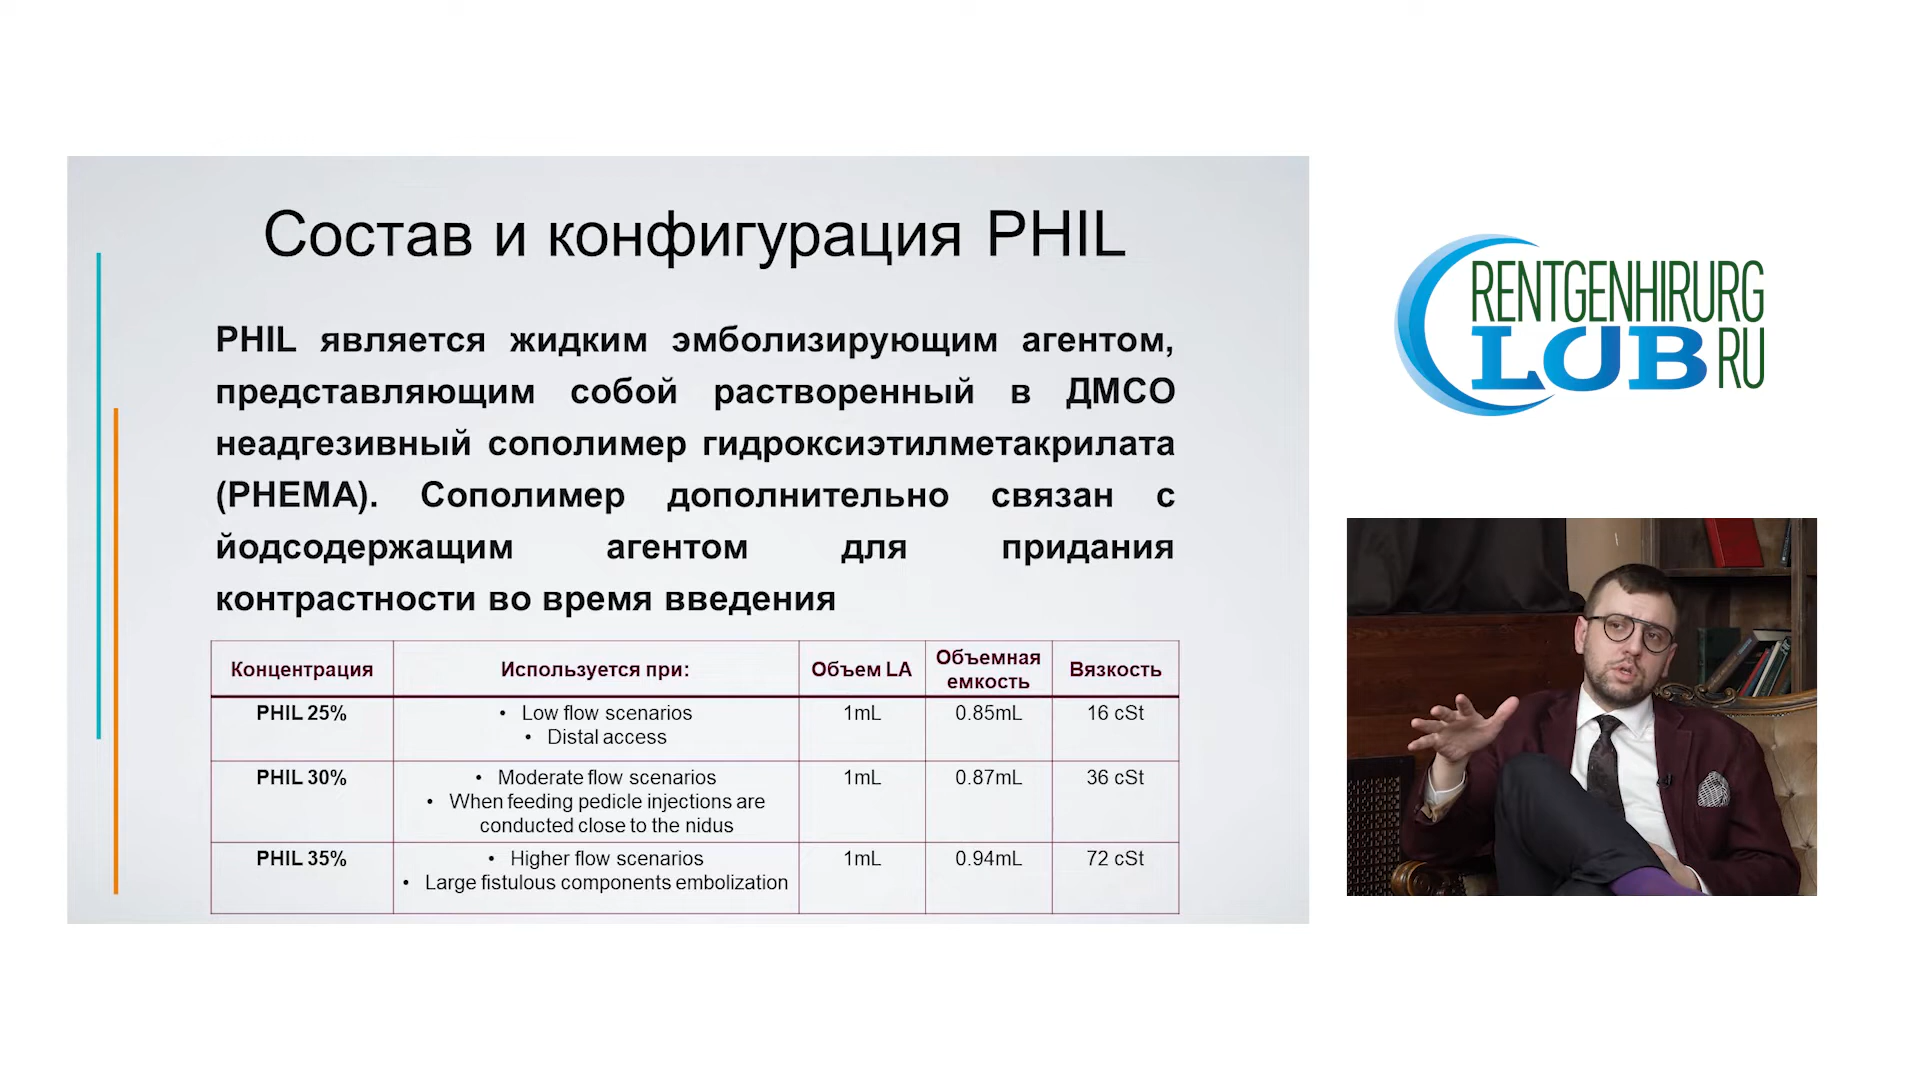 Состав и конфигурация PHIL
PHIL является жидким эмболизирующим агентом,
представляющим собой растворенный в ДМСО
неадгезивный сополимер гидроксиэтилметакрилата
(PHEMA). Сополимер дополнительно связан с
йодсодержащим агентом для придания
контрастности во время введения
Концентрация Используется при: Объем LA Объемная емкость Вязкость
PHIL 25% • Low flow scenarios 1mL 0.85mL 16 cSt
• Distal access
PHIL 30% • Moderate flow scenarios 1mL 0.87mL 36 cSt
• When feeding pedicle injections are
conducted close to the nidus
PHIL 35% • Higher flow scenarios 1mL 0.94mL 72 cSt
• Large fistulous components embolization
RENTGENHIRURG
CLUB RU